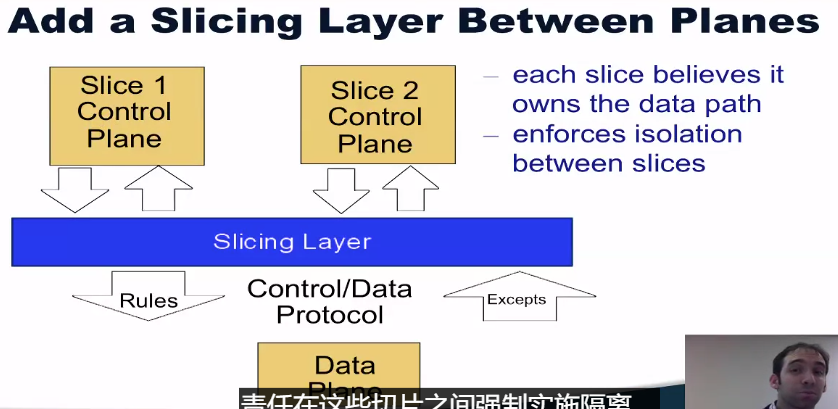 Add a Slicing Layer Between Planes
Slice 1
Control
Plane
Slice 2
Control
Plane
– each slice believes it
owns the data path
– enforces isolation
between slices
Slicing Layer
Rules
Control/Data
Protocol
Excepts
Data
Plane
责任在这些切片之间强制实施隔离